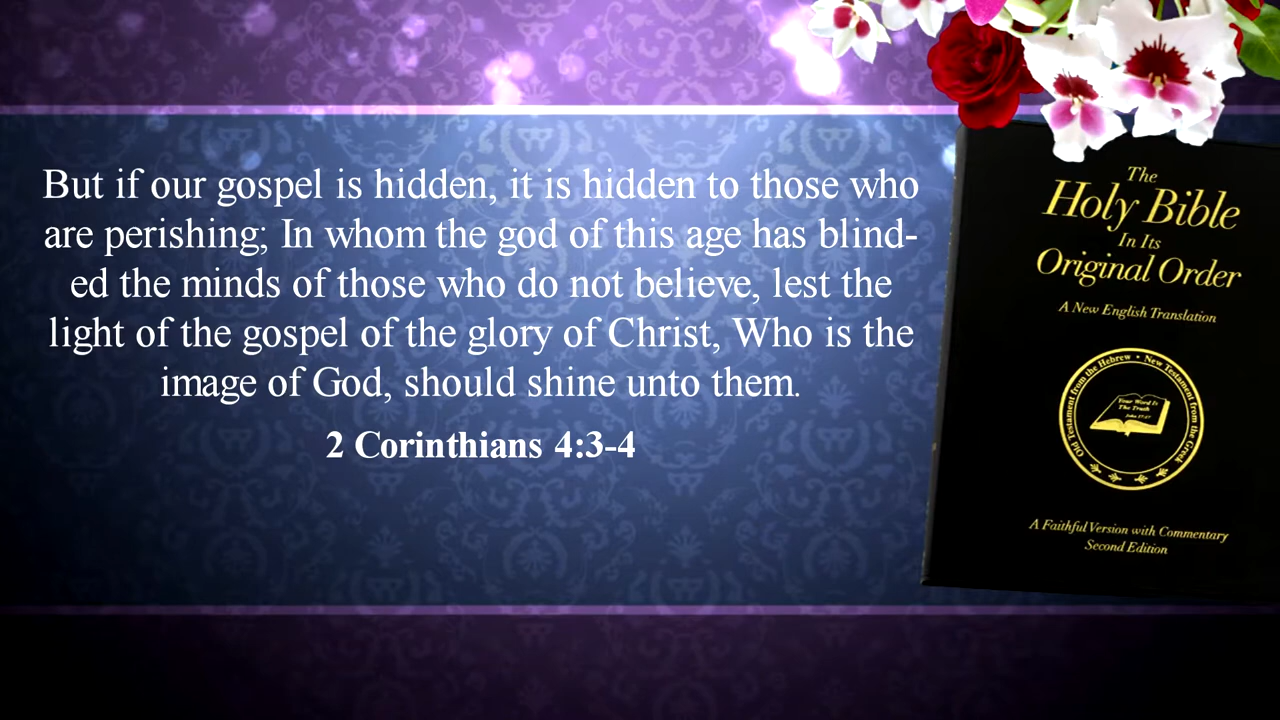 But if our gospel is hidden, it is hidden to those who
are perishing; In whom the god of this age has blind-
ed the minds of those who do not believe, lest the
light of the gospel of the glory of Christ, Who is the
image of God, should shine unto them.
2 Corinthians 4:3-4
The
Holy Bible
In Its
Original Order
A New English Translation
Old Testament from the Hebrew • New Testament from the Greek
Your Word Is
The Truth
John 17:17
A Faithful Version with Commentary
Second Edition